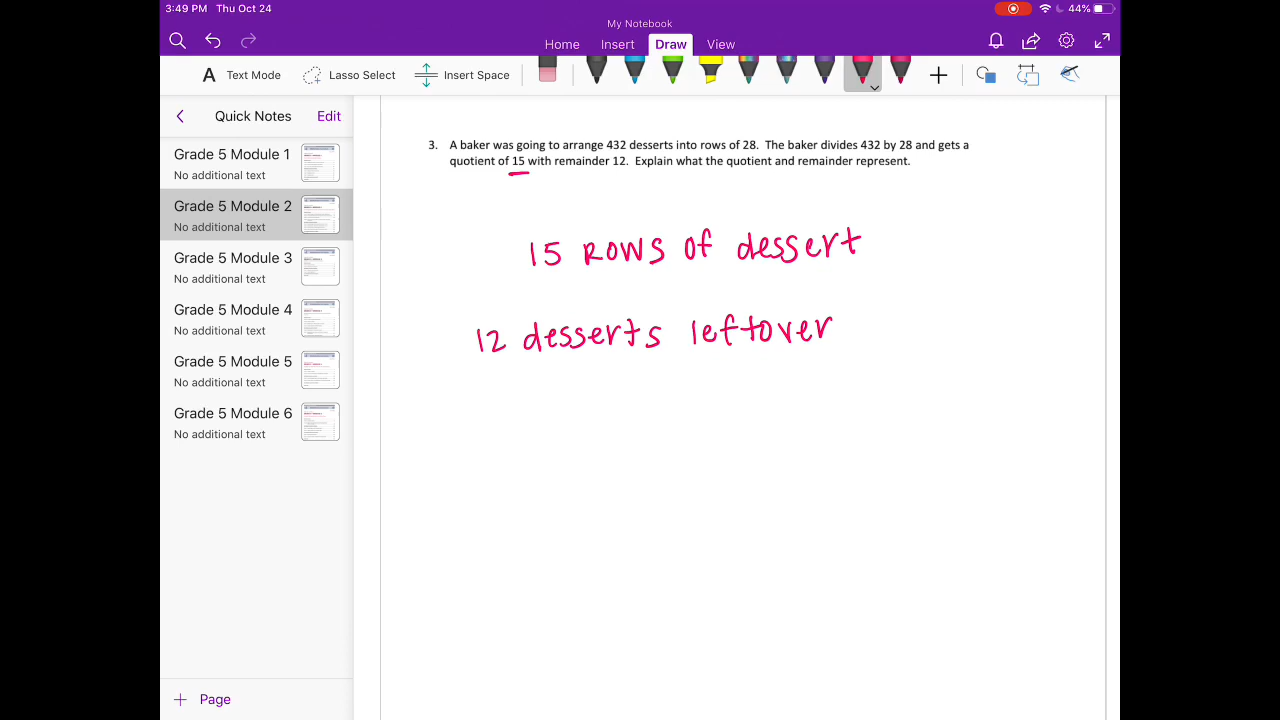 3:49 PM Thu Oct 24
44%
My Notebook
Home Insert Draw View
Text Mode Lasso Select Insert Space
Quick Notes Edit
Grade 5 Module 1
No additional text
Grade 5 Module 2
No additional text
Grade 5 Module 3
No additional text
Grade 5 Module 4
No additional text
Grade 5 Module 5
No additional text
Grade 5 Module 6
No additional text
Page
3. A baker was going to arrange 432 desserts into rows of 28. The baker divides 432 by 28 and gets a
quotient of 15 with remainder 12. Explain what the quotient and remainder represent.
15 rows of dessert
12 desserts leftover